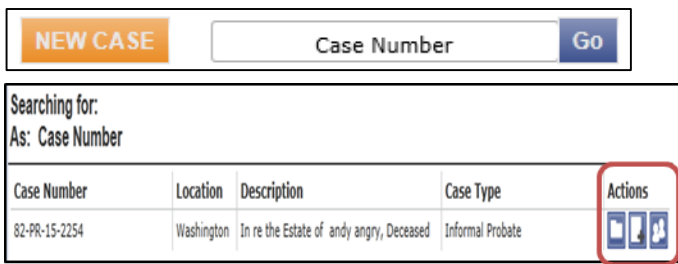 NEW CASE Case Number Go
Searching for:
As: Case Number
Case Number Location Description Case Type Actions
82-PR-15-2254 Washington In re the Estate of andy angry, Deceased Informal Probate